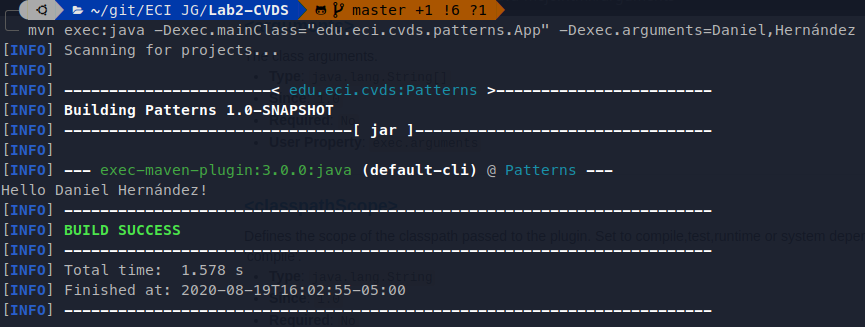 ~/git/ECI JG/Lab2-CVDS master +1 !6 ?1
mvn exec:java -Dexec.mainClass="edu.eci.cvds.patterns.App" -Dexec.arguments=Daniel,Hernández
[INFO] Scanning for projects...
[INFO]
[INFO] -----------------------< edu.eci.cvds:Patterns >------------------------
[INFO] Building Patterns 1.0-SNAPSHOT
[INFO] --------------------------------[ jar ]---------------------------------
[INFO]
[INFO] --- exec-maven-plugin:3.0.0:java (default-cli) @ Patterns ---
Hello Daniel Hernández!
[INFO] ------------------------------------------------------------------------
[INFO] BUILD SUCCESS
[INFO] ------------------------------------------------------------------------
[INFO] Total time:  1.578 s
[INFO] Finished at: 2020-08-19T16:02:55-05:00
[INFO] ------------------------------------------------------------------------